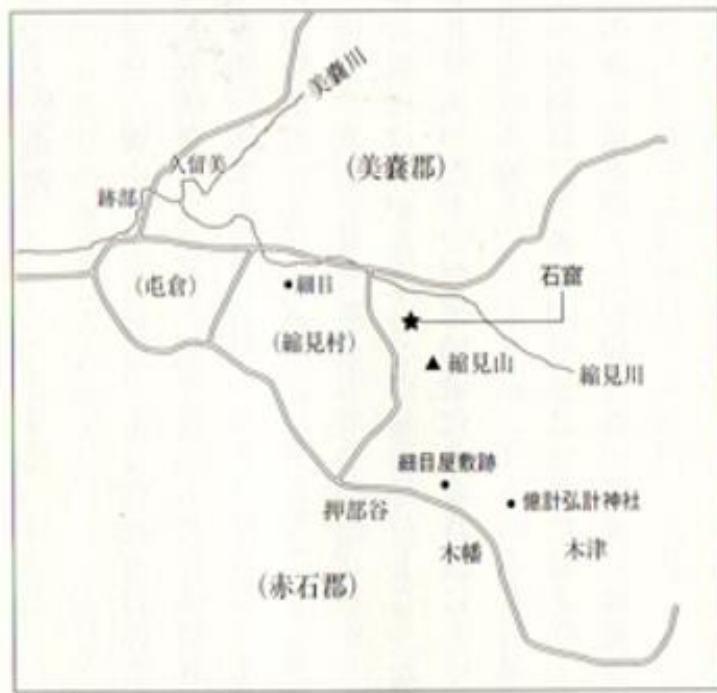 美嚢川
久留美
(美嚢郡)
跡部
石窟
(屯倉)
細目
(縮見村)
縮見山
縮見川
細目屋敷跡
億計弘計神社
押部谷
木幡
木津
(赤石郡)